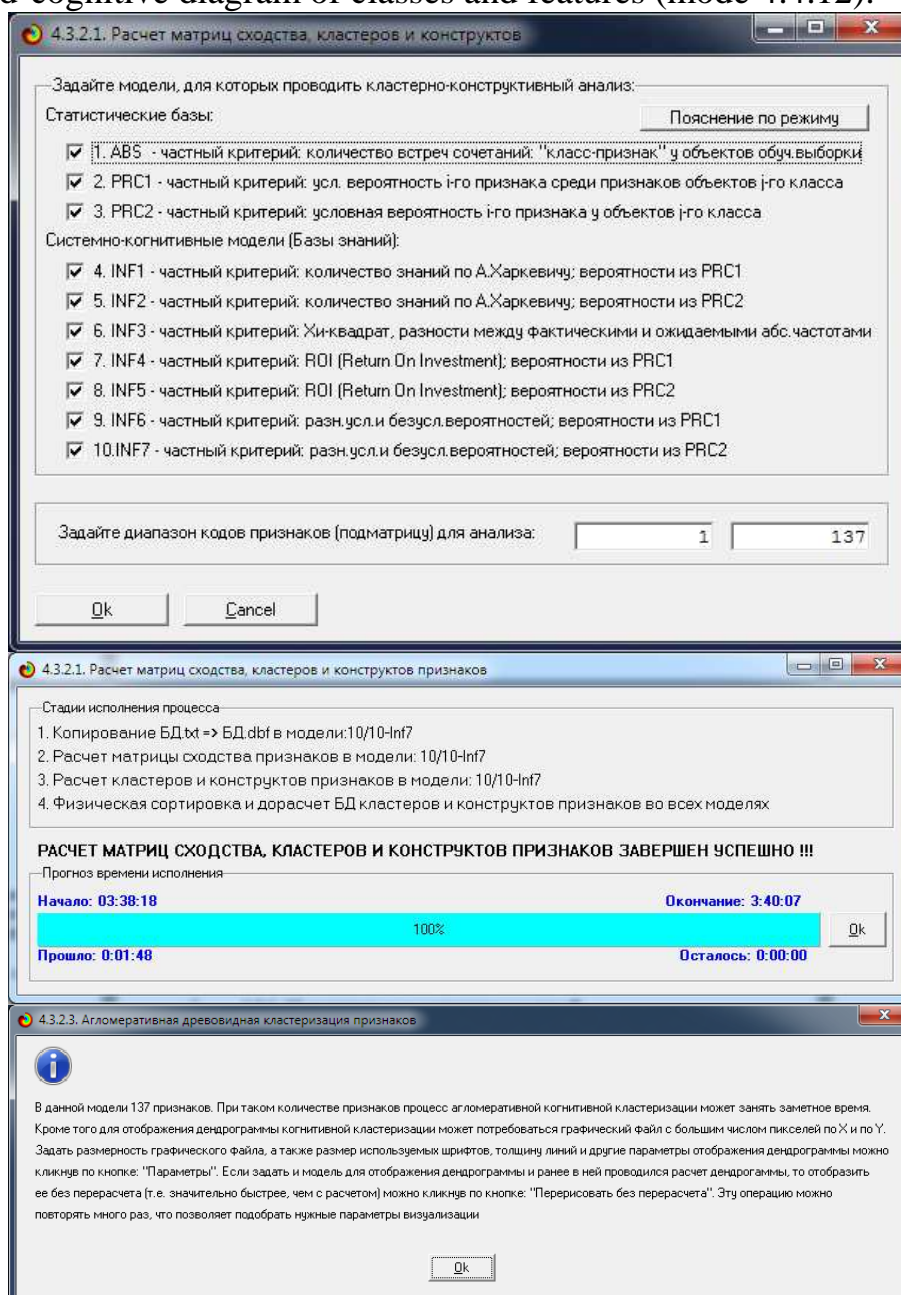 d-cognitive diagram of classes and features (mode 4.4.12).
4.3.2.1. Расчет матриц сходства, кластеров и конструктов
Задайте модели, для которых проводить кластерно-конструктивный анализ:
Статистические базы:
Пояснение по режиму
1. ABS - частный критерий: количество встреч сочетаний: "класс-признак" у объектов обуч.выборки
2. PRC1 - частный критерий: усл. вероятность i-го признака среди признаков объектов j-го класса
3. PRC2 - частный критерий: условная вероятность i-го признака у объектов j-го класса
Системно-когнитивные модели (Базы знаний):
4. INF1 - частный критерий: количество знаний по А.Харкевичу; вероятности из PRC1
5. INF2 - частный критерий: количество знаний по А.Харкевичу; вероятности из PRC2
6. INF3 - частный критерий: Хи-квадрат, разности между фактическими и ожидаемыми абс.частотами
7. INF4 - частный критерий: ROI (Return On Investment); вероятности из PRC1
8. INF5 - частный критерий: ROI (Return On Investment); вероятности из PRC2
9. INF6 - частный критерий: разн.усл.и безусл.вероятностей; вероятности из PRC1
10.INF7 - частный критерий: разн.усл.и безусл.вероятностей; вероятности из PRC2
Задайте диапазон кодов признаков (подматрицу) для анализа: 1 137
Ok Cancel
4.3.2.1. Расчет матриц сходства, кластеров и конструктов признаков
Стадии исполнения процесса
1. Копирование БД.txt => БД.dbf в модели:10/10-Inf7
2. Расчет матрицы сходства признаков в модели: 10/10-Inf7
3. Расчет кластеров и конструктов признаков в модели: 10/10-Inf7
4. Физическая сортировка и дорасчет БД кластеров и конструктов признаков во всех моделях
РАСЧЕТ МАТРИЦ СХОДСТВА, КЛАСТЕРОВ И КОНСТРУКТОВ ПРИЗНАКОВ ЗАВЕРШЕН УСПЕШНО !!!
Прогноз времени исполнения
Начало: 03:38:18 Окончание: 3:40:07
100% Ok
Прошло: 0:01:48 Осталось: 0:00:00
4.3.2.3. Агломеративная древовидная кластеризация признаков
В данной модели 137 признаков. При таком количестве признаков процесс агломеративной когнитивной кластеризации может занять заметное время.
Кроме того для отображения дендрограммы когнитивной кластеризации может потребоваться графический файл с большим числом пикселей по X и по Y.
Задать размерность графического файла, а также размер используемых шрифтов, толщину линий и другие параметры отображения дендрограммы можно
кликнув по кнопке: "Параметры". Если задать и модель для отображения дендрограммы и ранее в ней проводился расчет дендрогаммы, то отобразить
ее без перерасчета (т.е. значительно быстрее, чем с расчетом) можно кликнув по кнопке: "Перерисовать без перерасчета". Эту операцию можно
повторять много раз, что позволяет подобрать нужные параметры визуализации
Ok